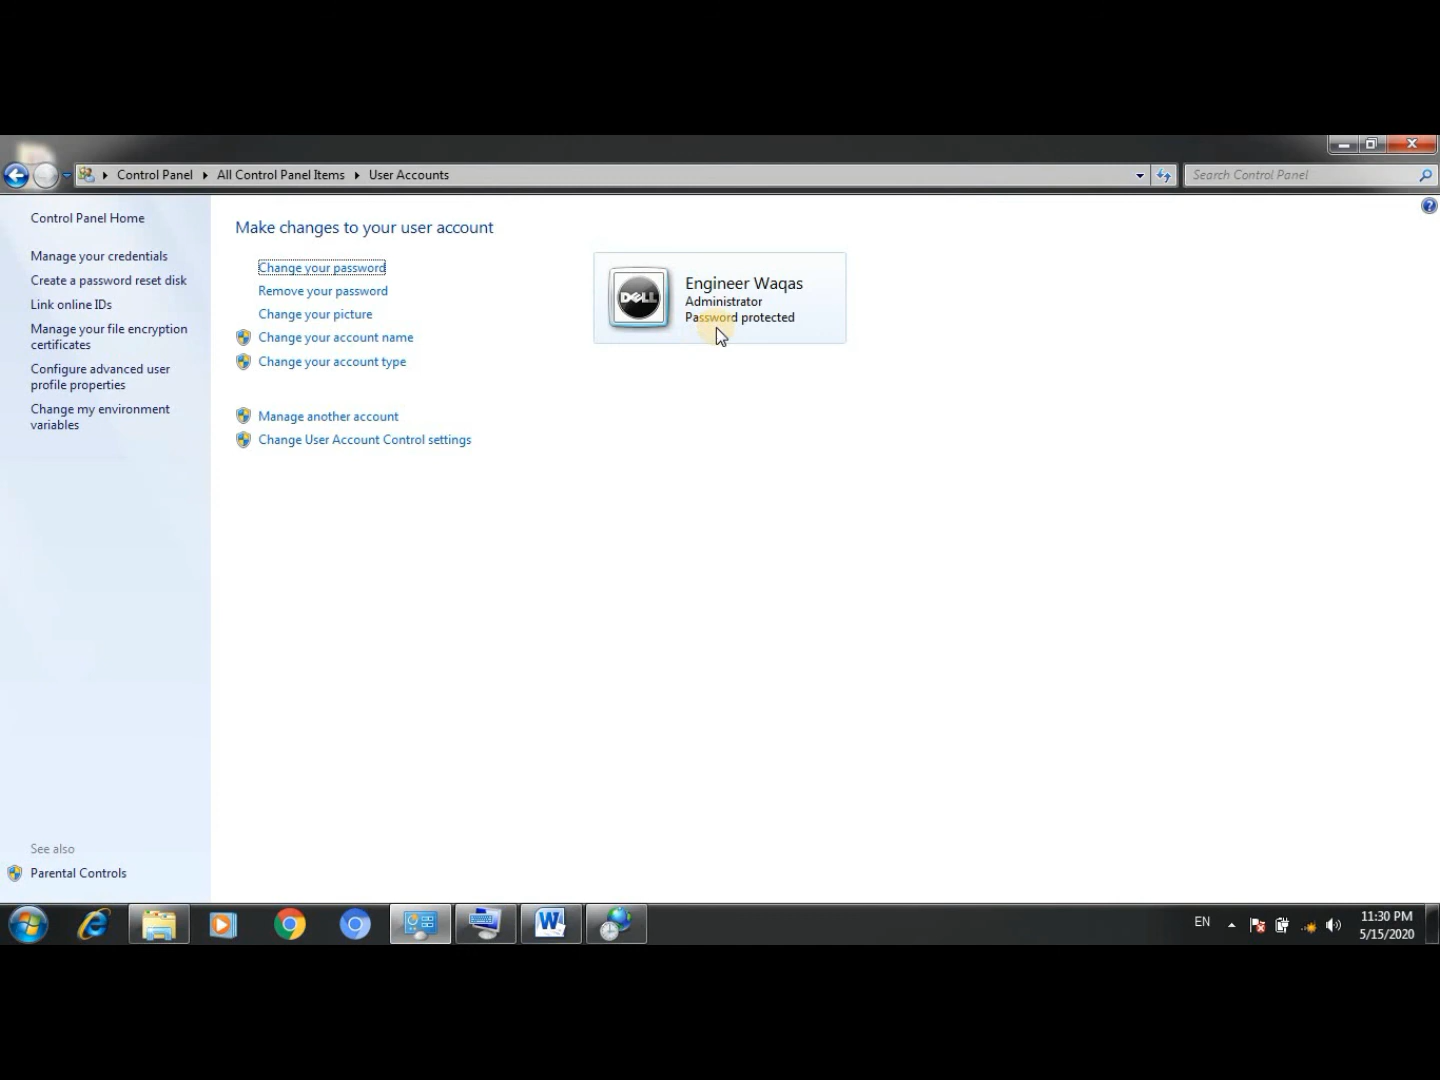 Control Panel All Control Panel Items User Accounts
Search Control Panel
Control Panel Home
Manage your credentials
Create a password reset disk
Link online IDs
Manage your file encryption
certificates
Configure advanced user
profile properties
Change my environment
variables
See also
Parental Controls
Make changes to your user account
Change your password
Remove your password
Change your picture
Change your account name
Change your account type
Manage another account
Change User Account Control settings
DELL
Engineer Waqas
Administrator
Password protected
EN
11:30 PM
5/15/2020